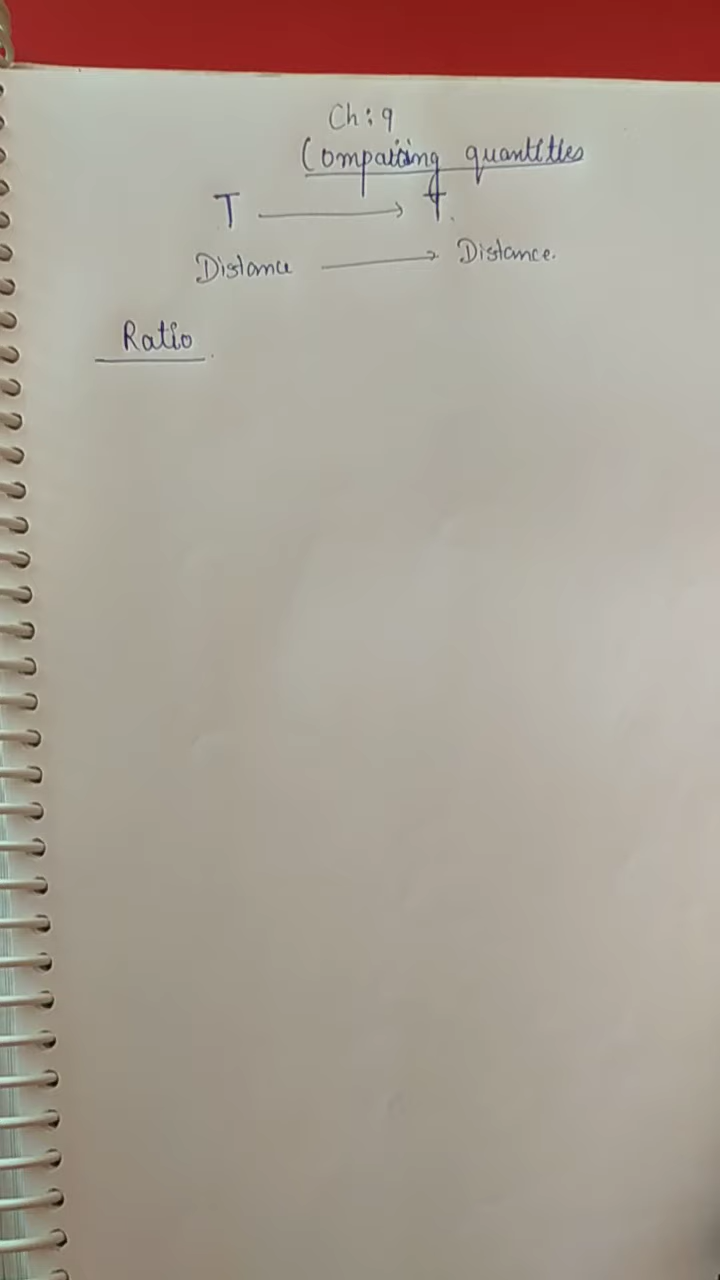 Ch: 9
Comparing quantities
T → T.
Distance → Distance.
Ratio